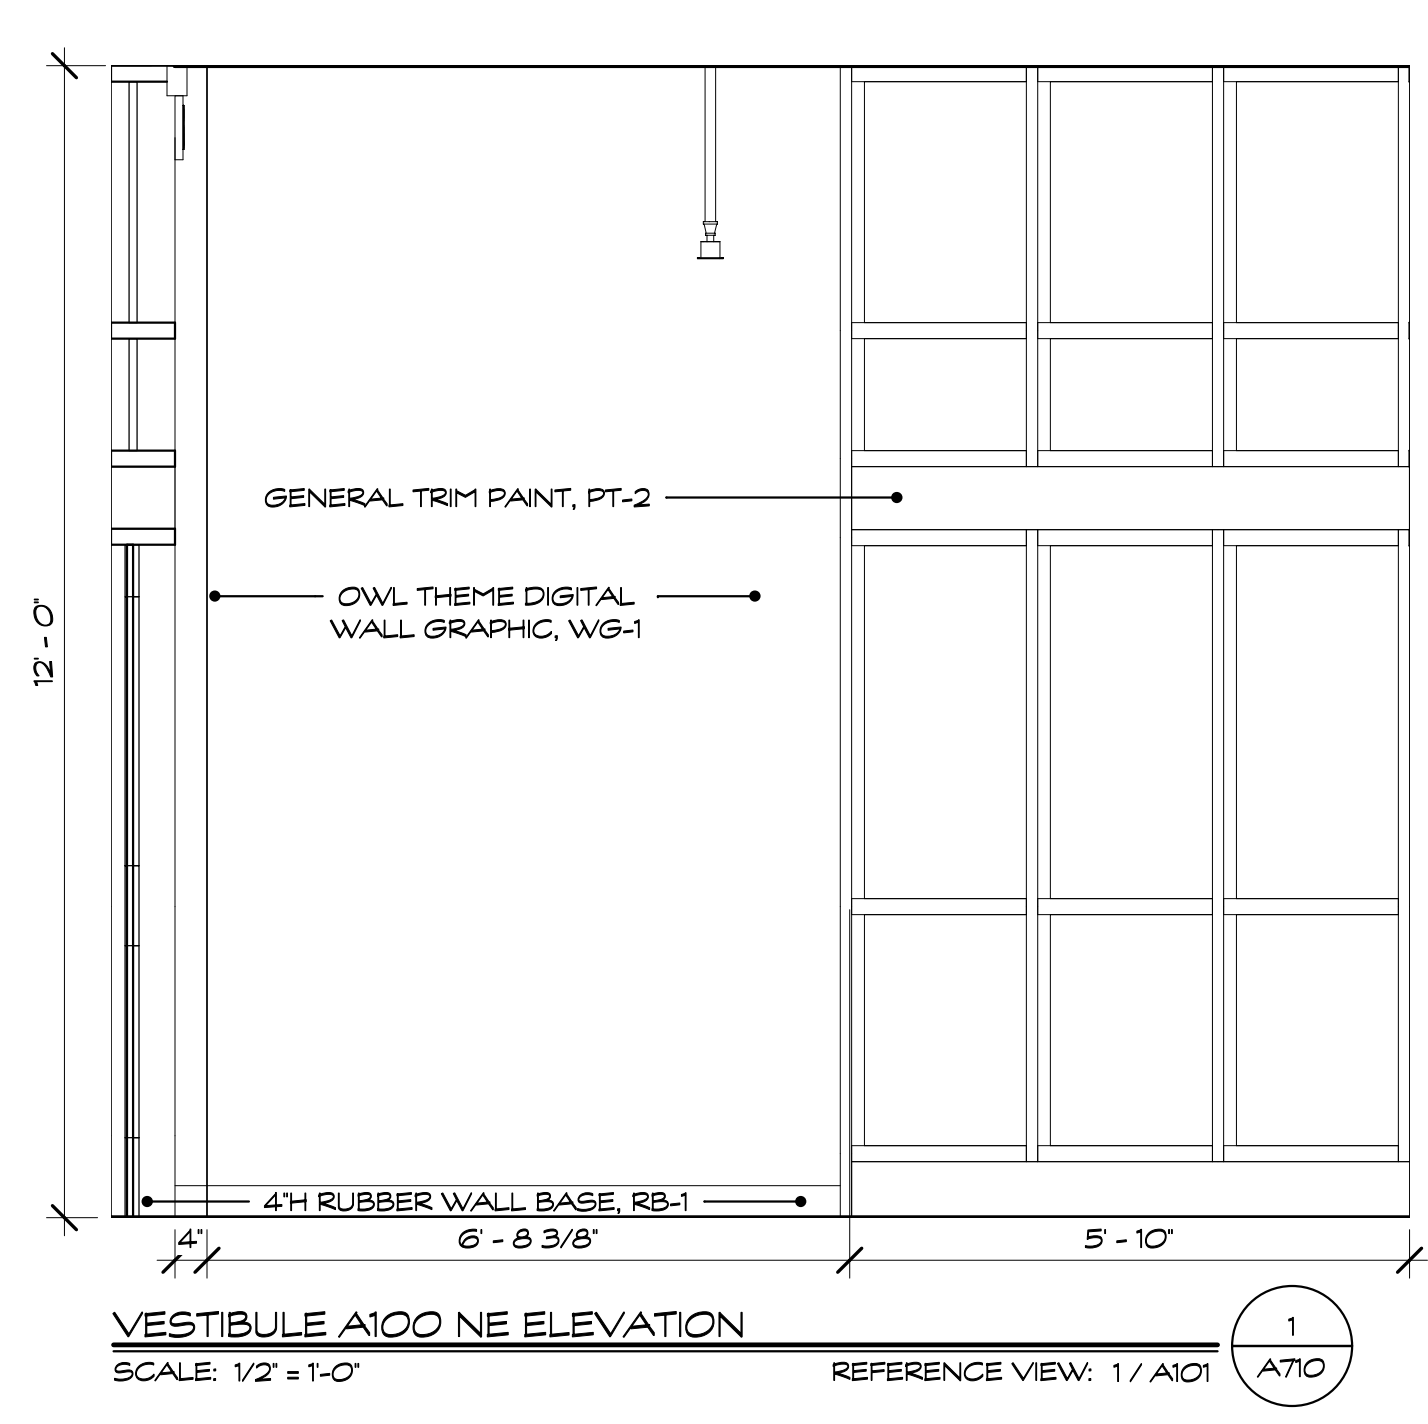 GENERAL TRIM PAINT, PT-2
OWL THEME DIGITAL
WALL GRAPHIC, WG-1
12' - 0"
4"H RUBBER WALL BASE, RB-1
4"
6' - 8 3/8"
5' - 10"
VESTIBULE A100 NE ELEVATION
1
SCALE: 1/2" = 1'-0"
REFERENCE VIEW: 1 / A101
A710